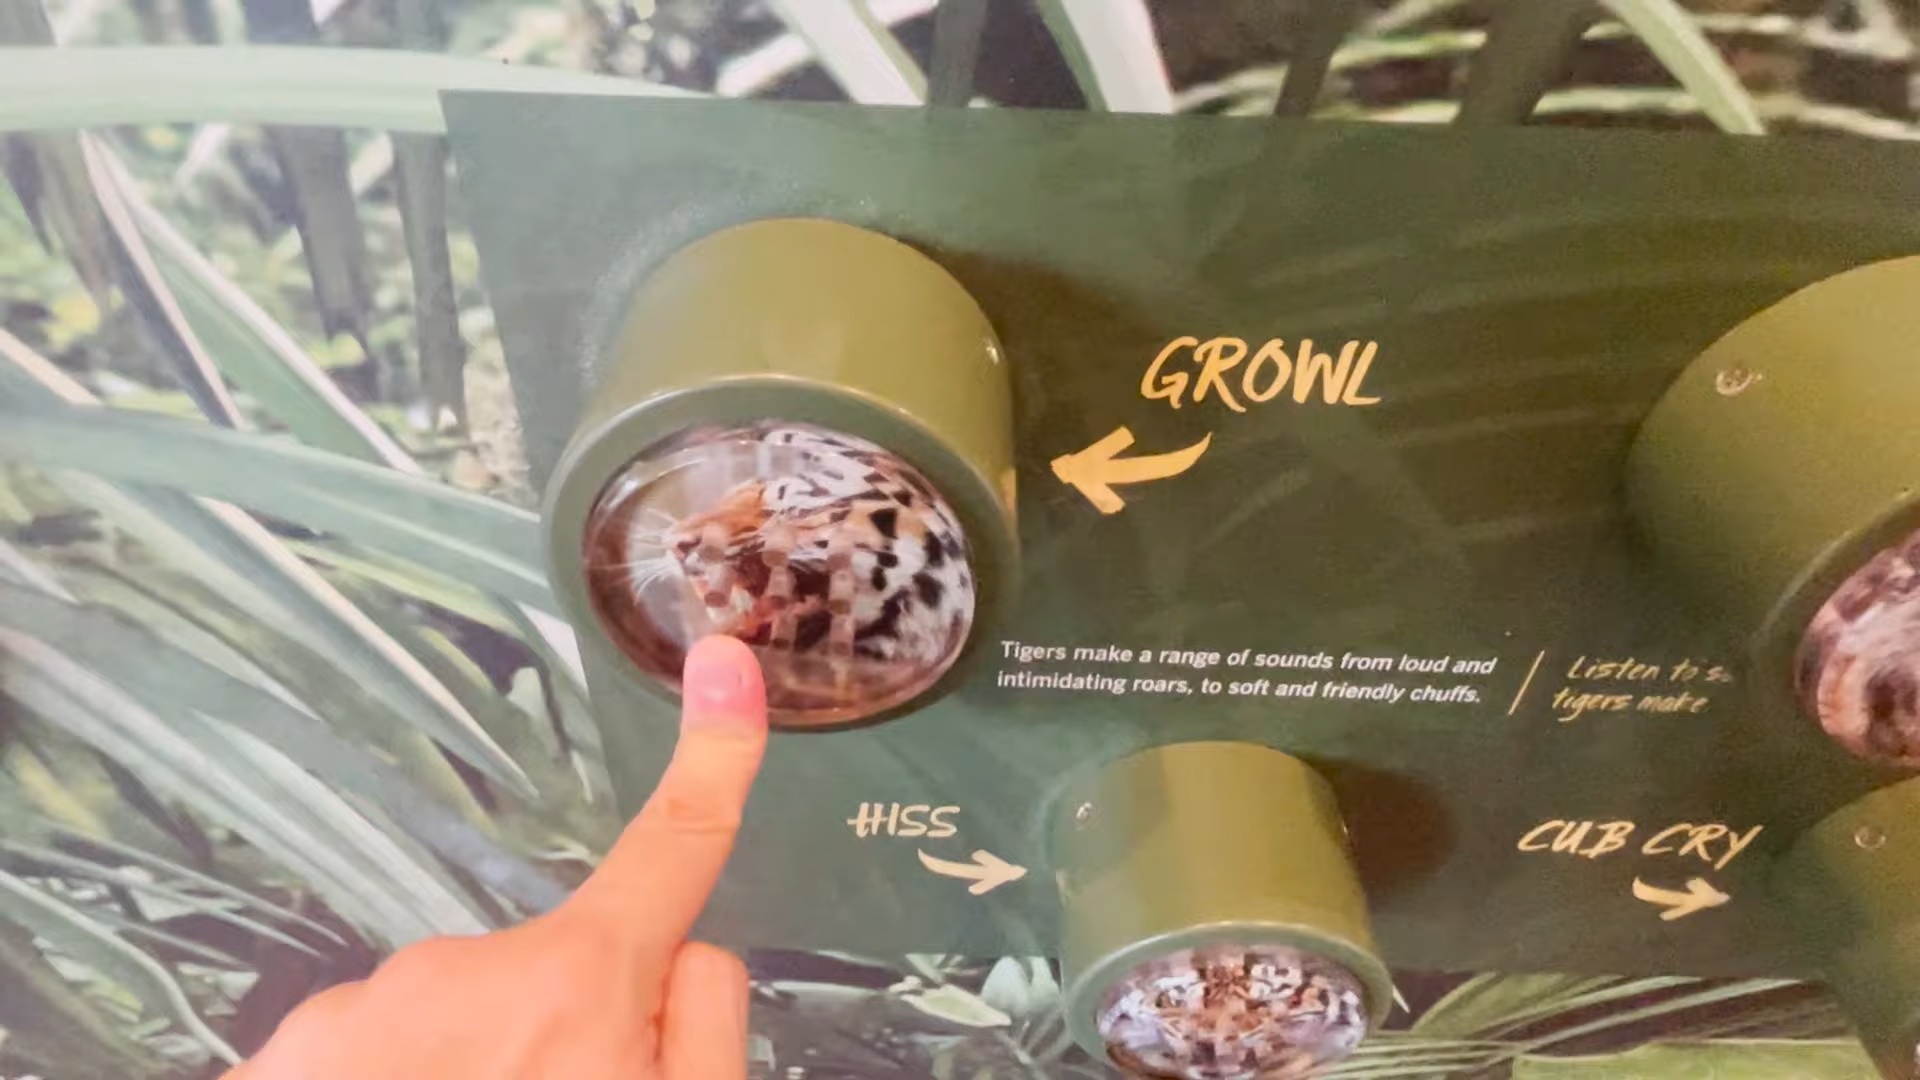 GROWL
Tigers make a range of sounds from loud and
intimidating roars, to soft and friendly chuffs.
Listen to
tigers make
HISS
CUB CRY